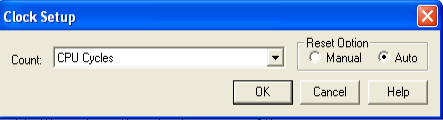 Clock Setup
Reset Option
Count: CPU Cycles
Manual Auto
OK Cancel Help